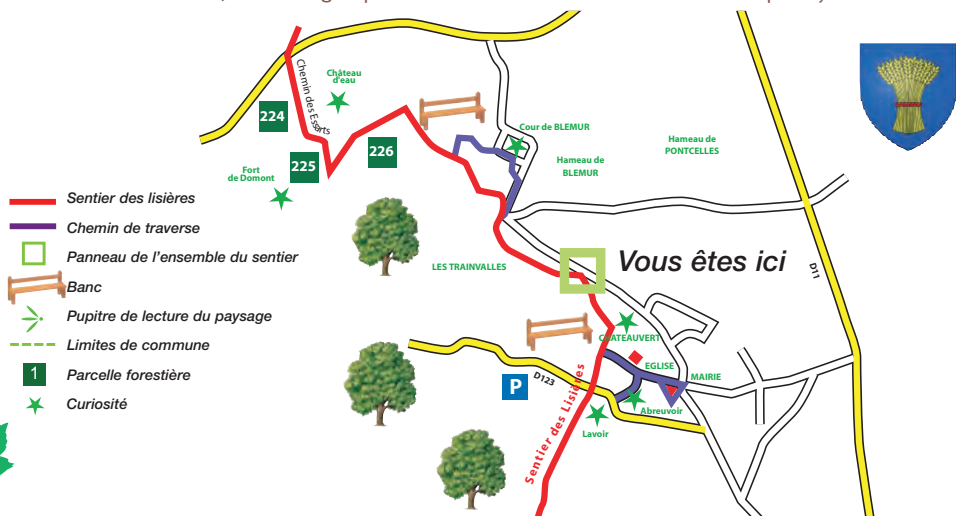 Chemin des Essarts
Château
d'eau
224
225
226
Fort
de Domont
Cour de BLEMUR
Hameau de
BLEMUR
Hameau de
PONTCELLES
Sentier des lisières
Chemin de traverse
Panneau de l'ensemble du sentier
Banc
Pupitre de lecture du paysage
Limites de commune
1
Parcelle forestière
Curiosité
LES TRAINVALLES
Vous êtes ici
D11
CHATEAUVERT
EGLISE
MAIRIE
P
D123
Abreuvoir
Lavoir
Sentier des Lisières